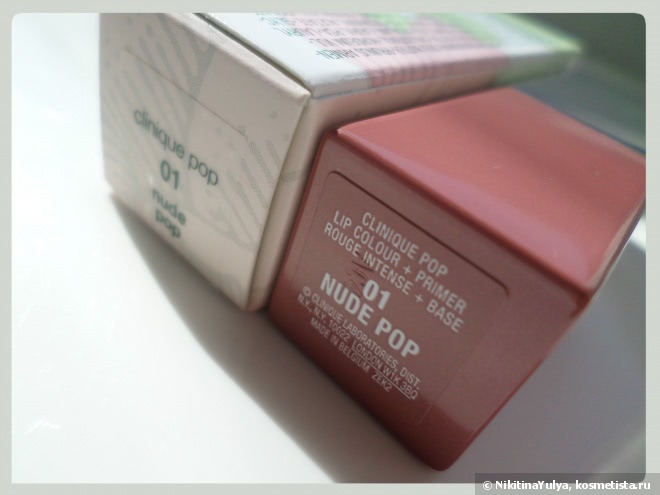 clinique pop
01
nude
pop
CLINIQUE POP
LIP COLOUR + PRIMER
ROUGE INTENSE + BASE
01
NUDE POP
© CLINIQUE LABORATORIES, DIST.
N.Y., N.Y. 10022, LONDON W1K 3BQ
MADE IN BELGIUM
© NikitinaYulya, kosmetista.ru